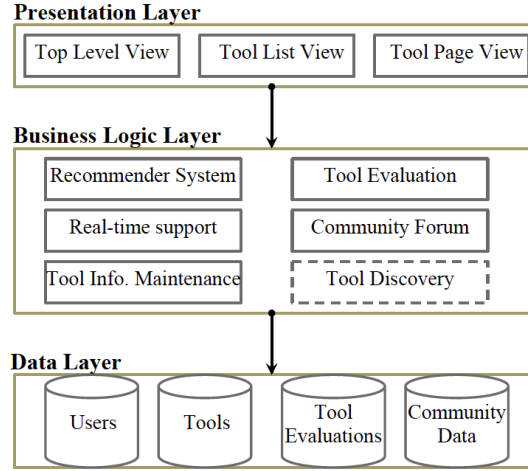 Presentation Layer
Top Level View
Tool List View
Tool Page View
Business Logic Layer
Recommender System
Tool Evaluation
Real-time support
Community Forum
Tool Info. Maintenance
Tool Discovery
Data Layer
Users
Tools
Tool
Evaluations
Community
Data